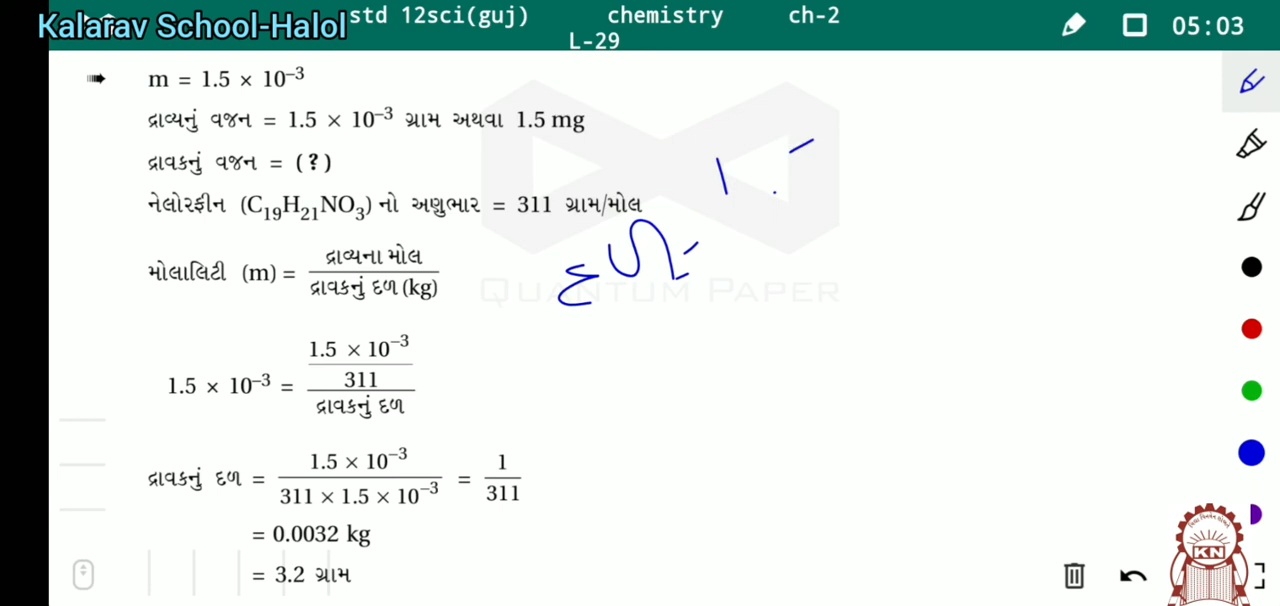 Kalarav School-Halol std 12sci(guj) chemistry ch-2
L-29
05:03
m = 1.5 × 10⁻³
દ્રાવ્યનું વજન = 1.5 × 10⁻³ ગ્રામ અથવા 1.5 mg
દ્રાવકનું વજન = (?)
નેલોરફીન (C₁₉H₂₁NO₃) નો અણુભાર = 311 ગ્રામ/મોલ
મોલાલિટી (m) = દ્રાવ્યના મોલ / દ્રાવકનું દળ (kg)
QUANTUM PAPER
1.5 × 10⁻³ = 1.5 × 10⁻³ / 311 / દ્રાવકનું દળ
દ્રાવકનું દળ = 1.5 × 10⁻³ / 311 × 1.5 × 10⁻³ = 1 / 311
= 0.0032 kg
= 3.2 ગ્રામ
KN